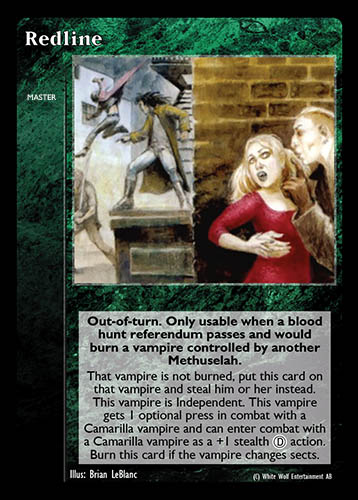 Redline
MASTER
Out-of-turn. Only usable when a blood
hunt referendum passes and would
burn a vampire controlled by another
Methuselah.
That vampire is not burned, put this card on
that vampire and steal him or her instead.
This vampire is Independent. This vampire
gets 1 optional press in combat with a
Camarilla vampire and can enter combat
with a Camarilla vampire as a +1 stealth Ⓓ action.
Burn this card if the vampire changes sects.
Illus: Brian LeBlanc
(C) White Wolf Entertainment AB